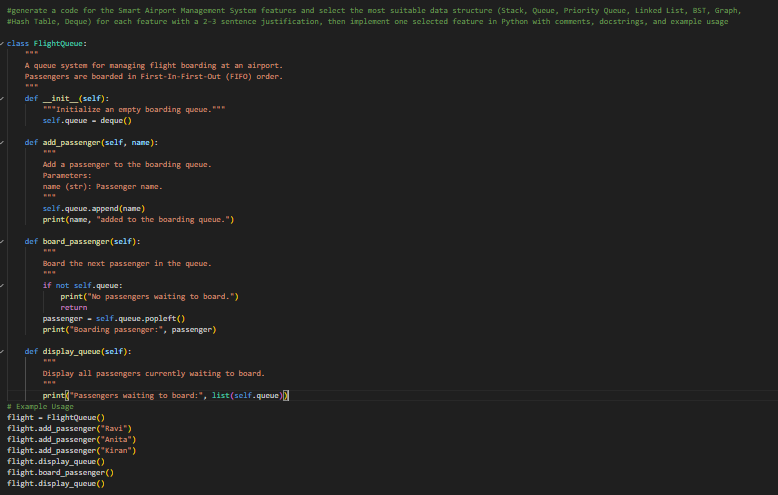 #generate a code for the Smart Airport Management System features and select the most suitable data structure (Stack, Queue, Priority Queue, Linked List, BST, Graph,
#Hash Table, Deque) for each feature with a 2-3 sentence justification, then implement one selected feature in Python with comments, docstrings, and example usage
class FlightQueue:
    """
    A queue system for managing flight boarding at an airport.
    Passengers are boarded in First-In-First-Out (FIFO) order.
    """
    def __init__(self):
        """Initialize an empty boarding queue."""
        self.queue = deque()
    def add_passenger(self, name):
        """
        Add a passenger to the boarding queue.
        Parameters:
        name (str): Passenger name.
        """
        self.queue.append(name)
        print(name, "added to the boarding queue.")
    def board_passenger(self):
        """
        Board the next passenger in the queue.
        """
        if not self.queue:
            print("No passengers waiting to board.")
            return
        passenger = self.queue.popleft()
        print("Boarding passenger:", passenger)
    def display_queue(self):
        """
        Display all passengers currently waiting to board.
        """
        print("Passengers waiting to board:", list(self.queue))
# Example Usage
flight = FlightQueue()
flight.add_passenger("Ravi")
flight.add_passenger("Anita")
flight.add_passenger("Kiran")
flight.display_queue()
flight.board_passenger()
flight.display_queue()